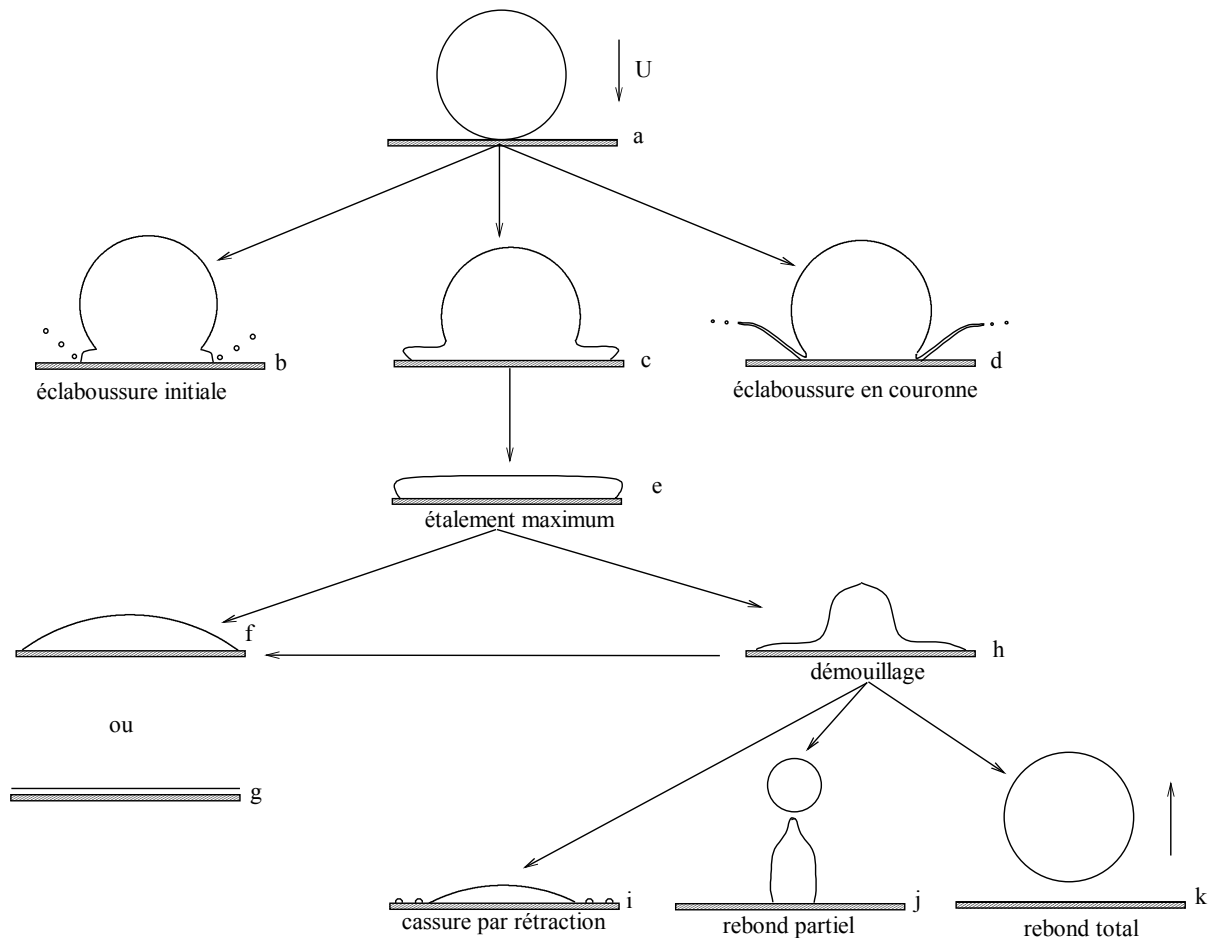 U
a
b
éclaboussure initiale
c
d
éclaboussure en couronne
e
étalement maximum
f
h
démouillage
ou
g
i
cassure par rétraction
j
rebond partiel
k
rebond total